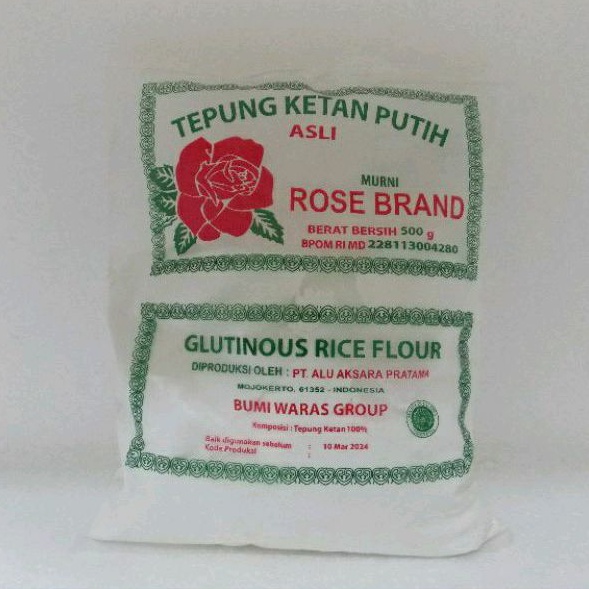 TEPUNG KETAN PUTIH
ASLI
MURNI
ROSE BRAND
BERAT BERSIH 500 g
BPOM RI MD 228113004280
GLUTINOUS RICE FLOUR
DIPRODUKSI OLEH : PT. ALU AKSARA PRATAMA
MOJOKERTO. 61352 - INDONESIA
BUMI WARAS GROUP
Komposisi : Tepung Ketan 100%
Baik digunakan sebelum : 10 Mar 2024
Kode Produksi :